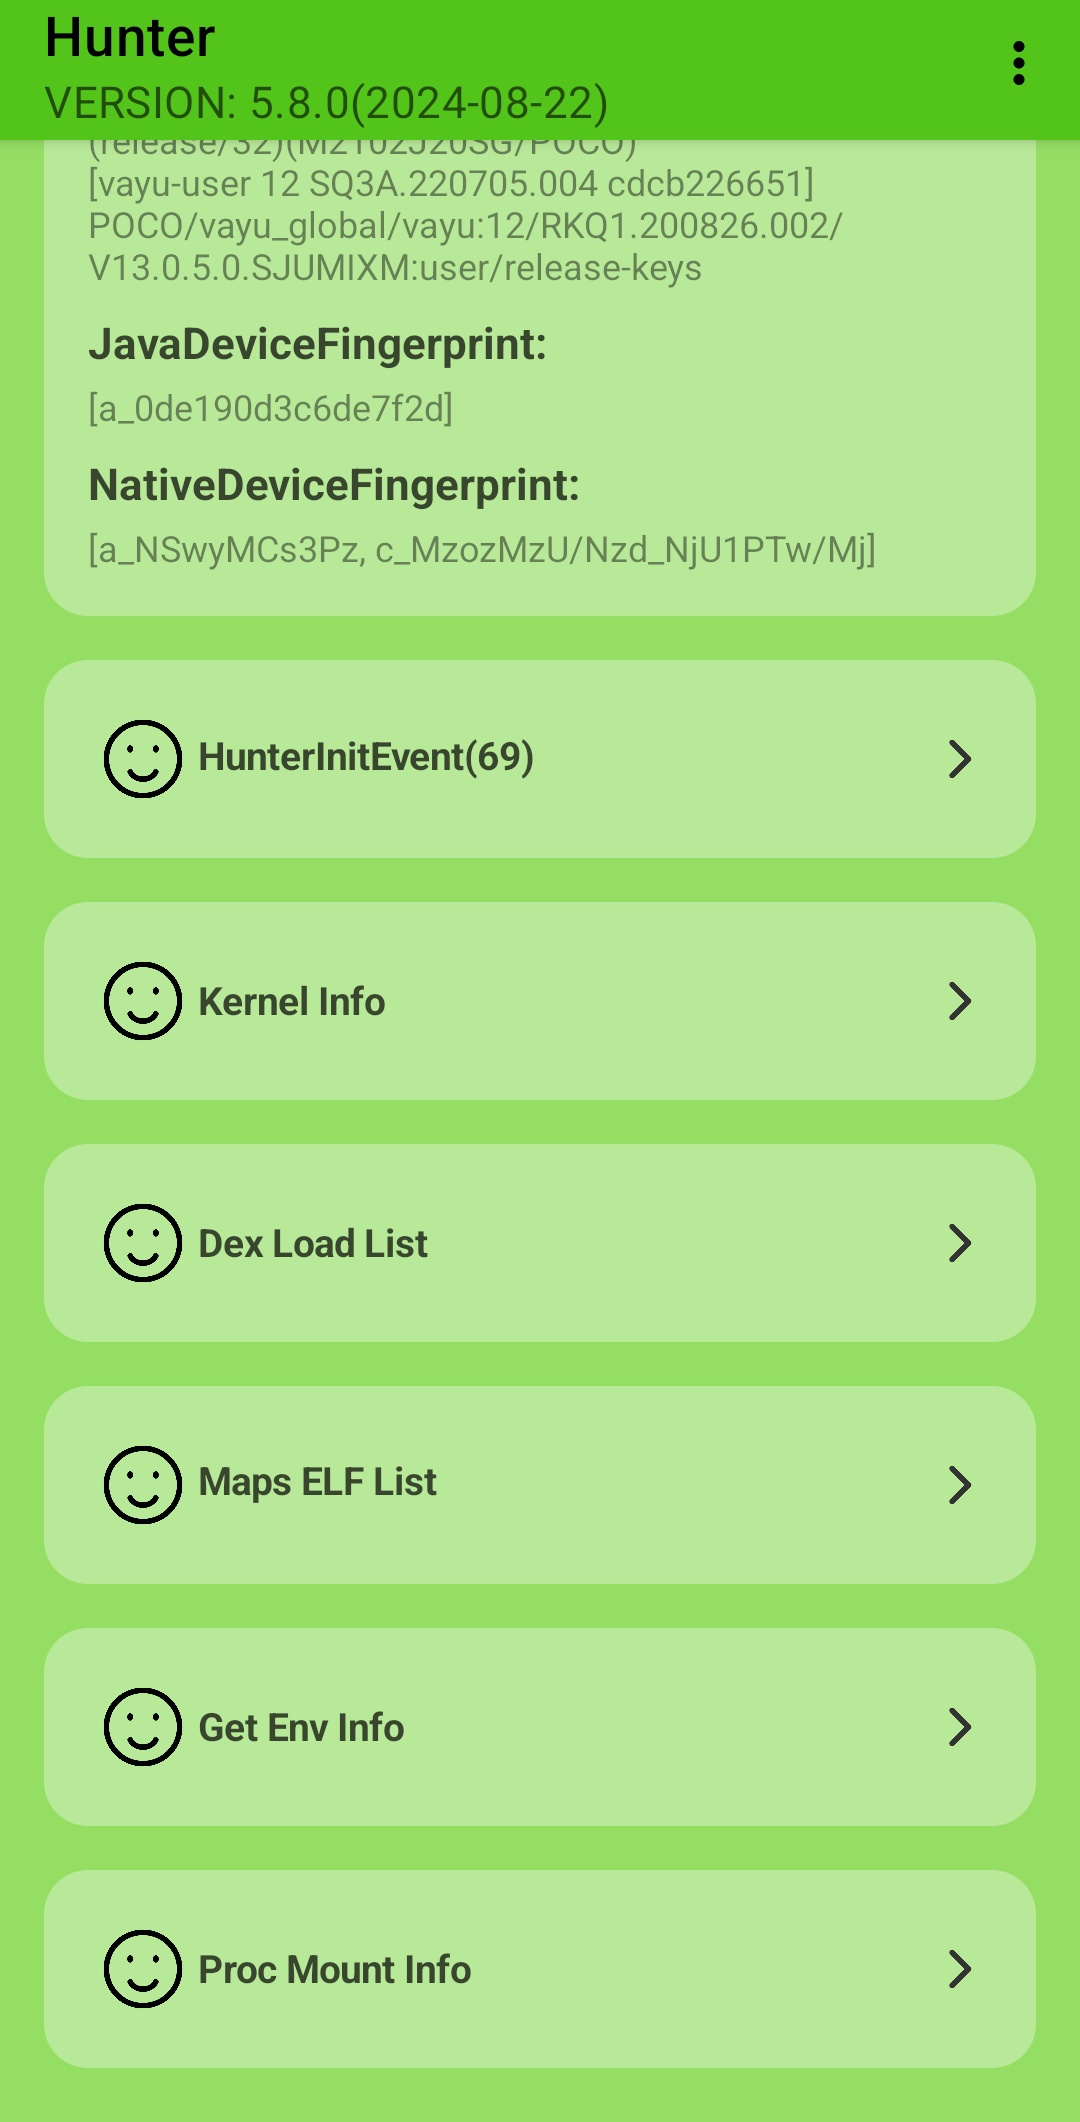 Hunter
VERSION: 5.8.0(2024-08-22)
(release/32)(M2102J20SG/POCO)
[vayu-user 12 SQ3A.220705.004 cdcb226651]
POCO/vayu_global/vayu:12/RKQ1.200826.002/
V13.0.5.0.SJUMIXM:user/release-keys
JavaDeviceFingerprint:
[a_0de190d3c6de7f2d]
NativeDeviceFingerprint:
[a_NSwyMCs3Pz, c_MzozMzU/Nzd_NjU1PTw/Mj]
HunterInitEvent(69)
Kernel Info
Dex Load List
Maps ELF List
Get Env Info
Proc Mount Info